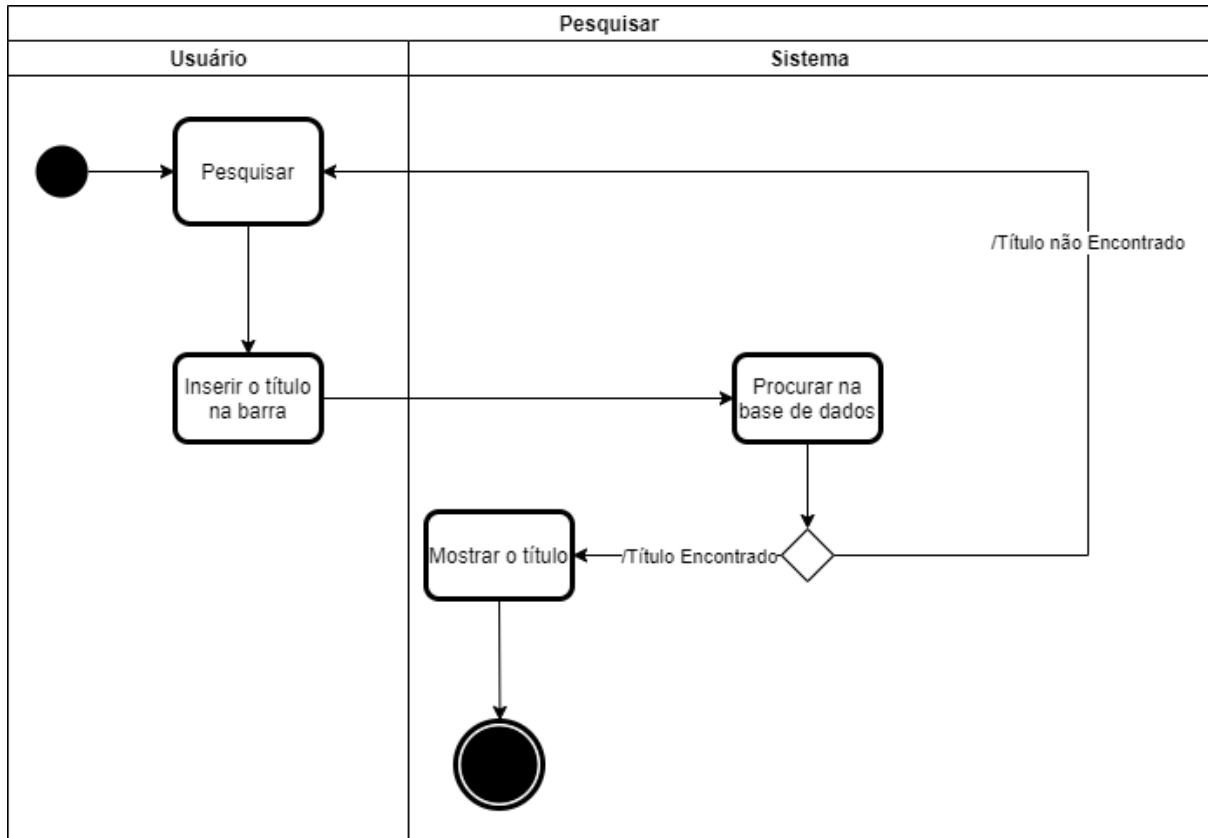 Pesquisar
Usuário
Sistema
Pesquisar
/Título não Encontrado
Inserir o título
na barra
Procurar na
base de dados
Mostrar o título
/Título Encontrado